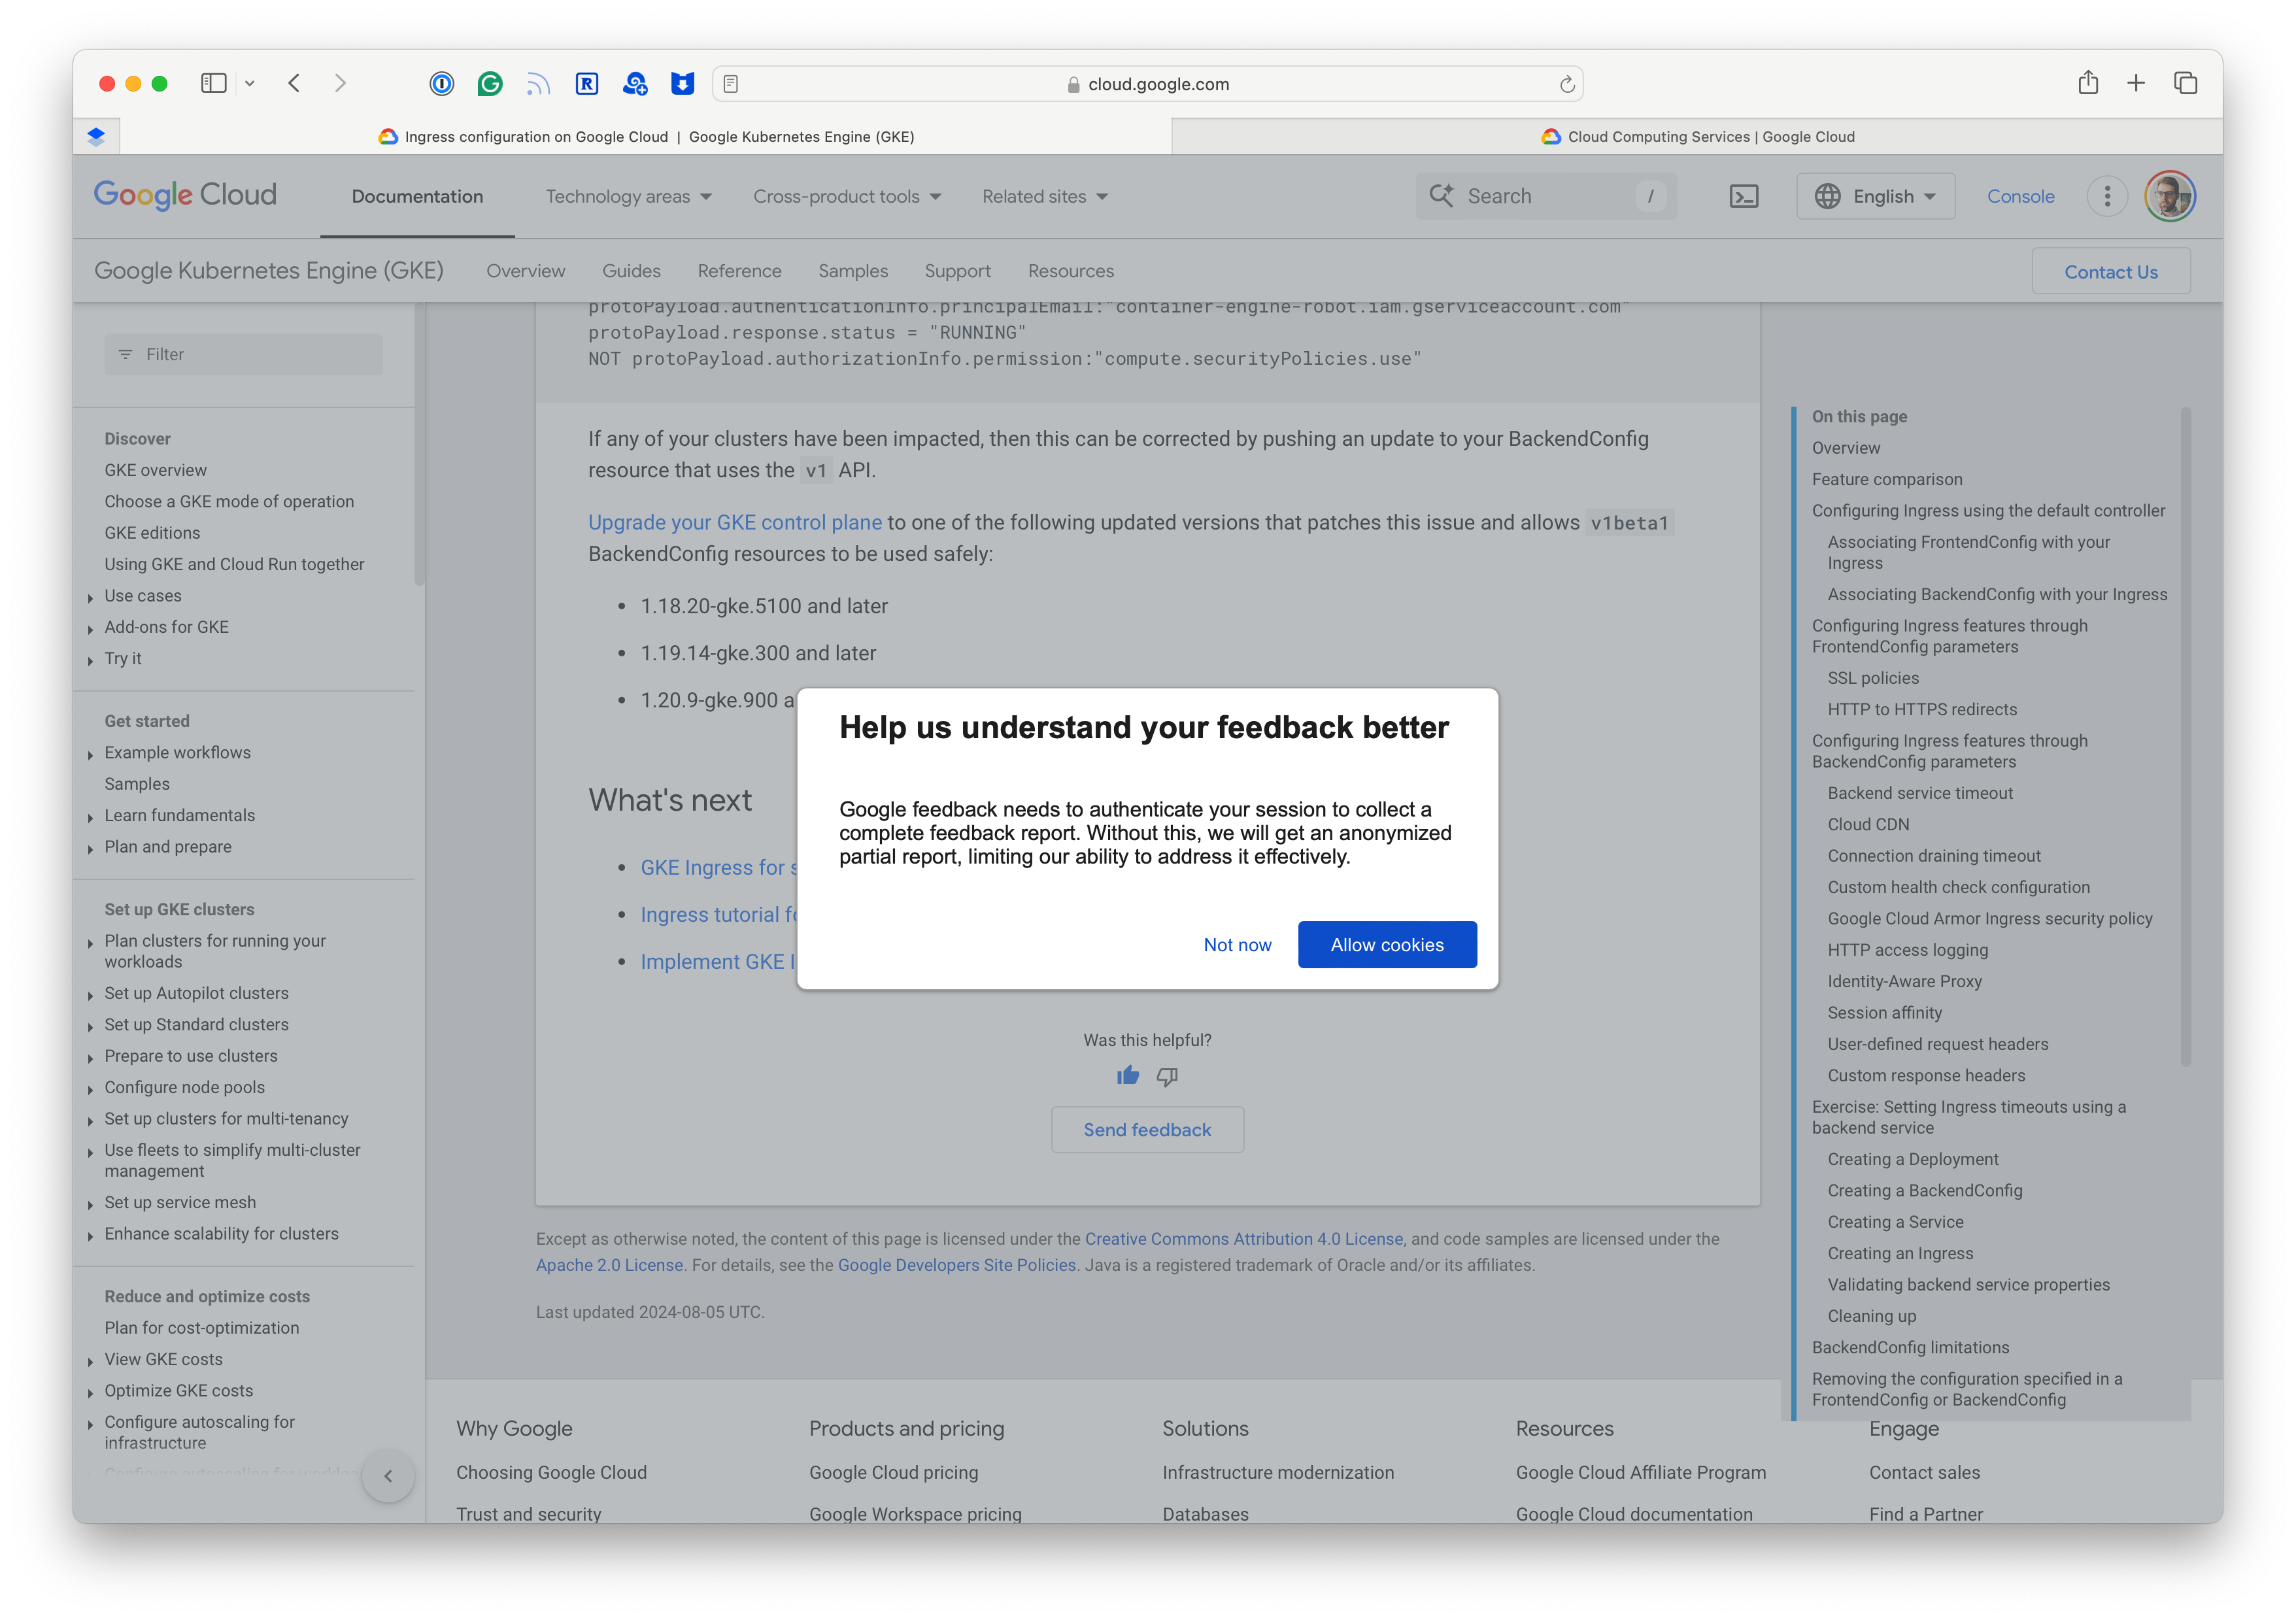 cloud.google.com
Ingress configuration on Google Cloud | Google Kubernetes Engine (GKE)
Cloud Computing Services | Google Cloud
Google Cloud
Documentation
Technology areas
Cross-product tools
Related sites
Search
/
English
Console
Google Kubernetes Engine (GKE)
Overview
Guides
Reference
Samples
Support
Resources
Contact Us
Filter
Discover
GKE overview
Choose a GKE mode of operation
GKE editions
Using GKE and Cloud Run together
Use cases
Add-ons for GKE
Try it
Get started
Example workflows
Samples
Learn fundamentals
Plan and prepare
Set up GKE clusters
Plan clusters for running your
workloads
Set up Autopilot clusters
Set up Standard clusters
Prepare to use clusters
Configure node pools
Set up clusters for multi-tenancy
Use fleets to simplify multi-cluster
management
Set up service mesh
Enhance scalability for clusters
Reduce and optimize costs
Plan for cost-optimization
View GKE costs
Optimize GKE costs
Configure autoscaling for
infrastructure
protoPayload.authenticationInfo.principalEmail:"container-engine-robot.iam.gserviceaccount.com"
protoPayload.response.status = "RUNNING"
NOT protoPayload.authorizationInfo.permission:"compute.securityPolicies.use"
If any of your clusters have been impacted, then this can be corrected by pushing an update to your BackendConfig
resource that uses the v1 API.
Upgrade your GKE control plane to one of the following updated versions that patches this issue and allows v1beta1
BackendConfig resources to be used safely:
1.18.20-gke.5100 and later
1.19.14-gke.300 and later
1.20.9-gke.900 a
What's next
GKE Ingress for
Ingress tutorial
Implement GKE
Help us understand your feedback better
Google feedback needs to authenticate your session to collect a
complete feedback report. Without this, we will get an anonymized
partial report, limiting our ability to address it effectively.
Not now
Allow cookies
Was this helpful?
Send feedback
Except as otherwise noted, the content of this page is licensed under the Creative Commons Attribution 4.0 License, and code samples are licensed under the
Apache 2.0 License. For details, see the Google Developers Site Policies. Java is a registered trademark of Oracle and/or its affiliates.
Last updated 2024-08-05 UTC.
On this page
Overview
Feature comparison
Configuring Ingress using the default controller
Associating FrontendConfig with your
Ingress
Associating BackendConfig with your Ingress
Configuring Ingress features through
FrontendConfig parameters
SSL policies
HTTP to HTTPS redirects
Configuring Ingress features through
BackendConfig parameters
Backend service timeout
Cloud CDN
Connection draining timeout
Custom health check configuration
Google Cloud Armor Ingress security policy
HTTP access logging
Identity-Aware Proxy
Session affinity
User-defined request headers
Custom response headers
Exercise: Setting Ingress timeouts using a
backend service
Creating a Deployment
Creating a BackendConfig
Creating a Service
Creating an Ingress
Validating backend service properties
Cleaning up
BackendConfig limitations
Removing the configuration specified in a
FrontendConfig or BackendConfig
Why Google
Products and pricing
Solutions
Resources
Engage
Choosing Google Cloud
Google Cloud pricing
Infrastructure modernization
Google Cloud Affiliate Program
Contact sales
Trust and security
Google Workspace pricing
Databases
Google Cloud documentation
Find a Partner